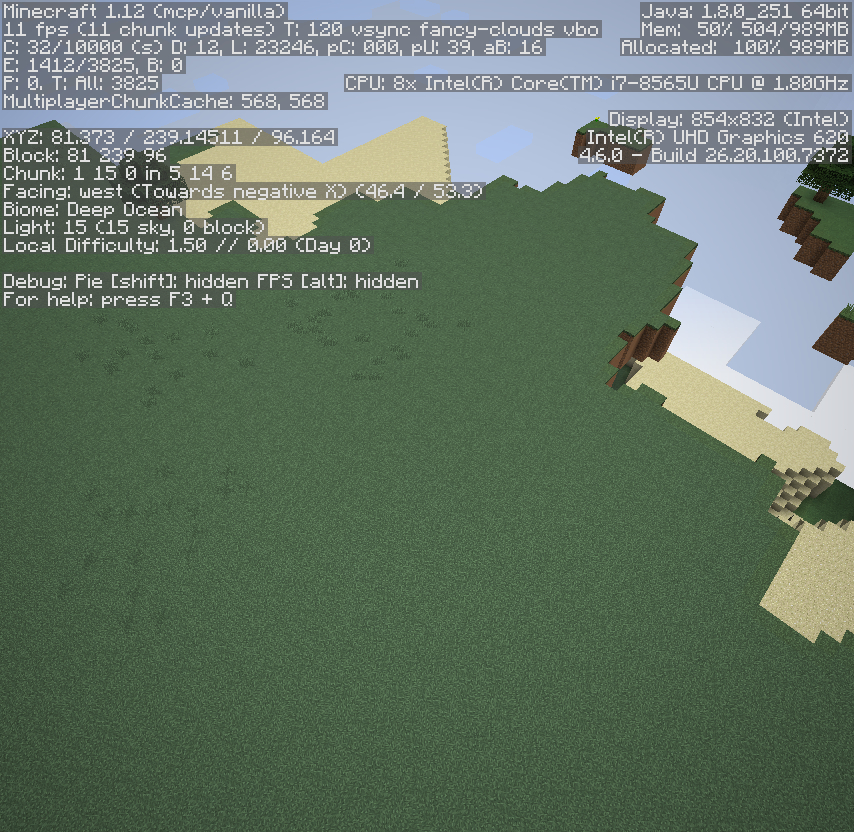 Minecraft 1.12 (mcp/vanilla)
11 fps (11 chunk updates) T: 120 vsync fancy-clouds vbo
C: 32/10000 (s) D: 12, L: 23246, pC: 000, pU: 39, aB: 16
E: 1412/3825, B: 0
P: 0. T: All: 3825
MultiplayerChunkCache: 568, 568
XYZ: 81.373 / 239.14511 / 96.164
Block: 81 239 96
Chunk: 1 15 0 in 5 14 6
Facing: west (Towards negative X) (46.4 / 53.3)
Biome: Deep Ocean
Light: 15 (15 sky, 0 block)
Local Difficulty: 1.50 // 0.00 (Day 0)
Debug: Pie [shift]: hidden FPS [alt]: hidden
For help: press F3 + Q
Java: 1.8.0_251 64bit
Mem: 50% 504/989MB
Allocated: 100% 989MB
CPU: 8x Intel(R) Core(TM) i7-8565U CPU @ 1.80GHz
Display: 854x832 (Intel)
Intel(R) UHD Graphics 620
4.6.0 - Build 26.20.100.7372